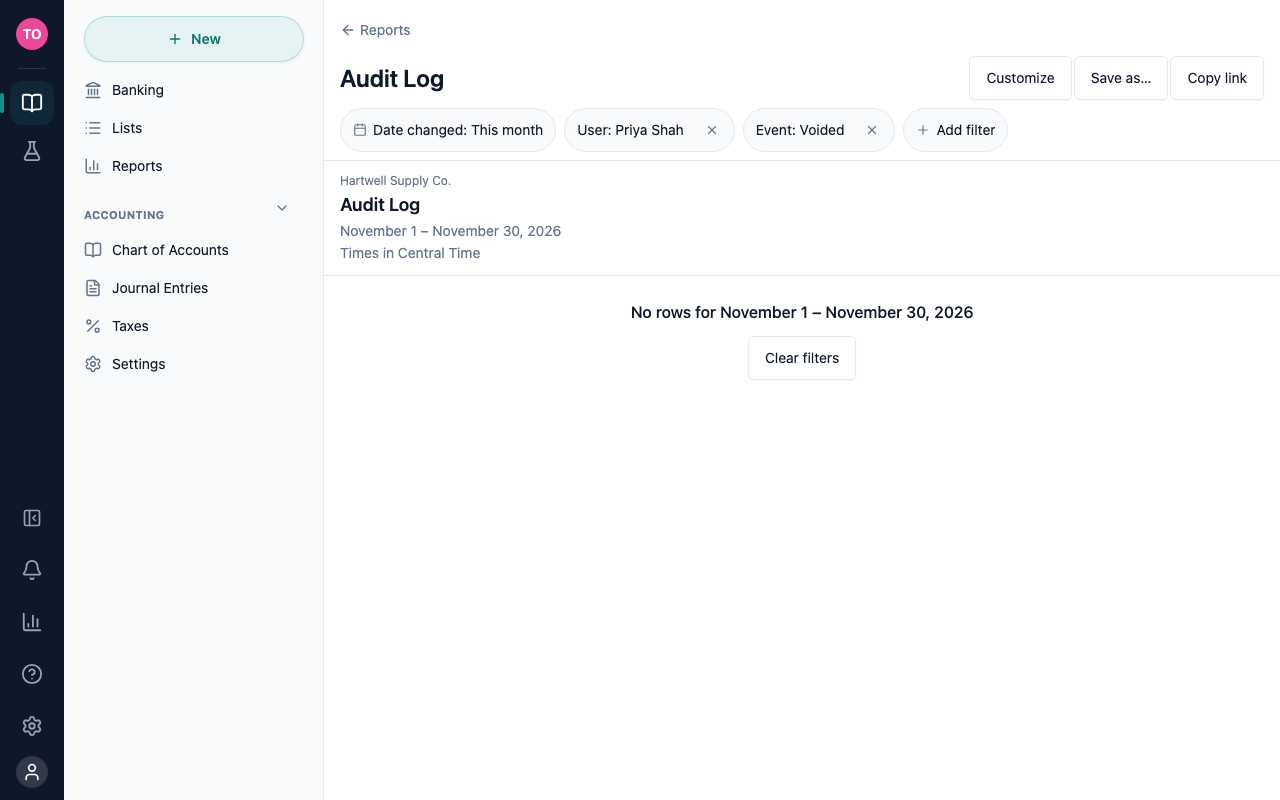 TO
New
Banking
Lists
Reports
ACCOUNTING
Chart of Accounts
Journal Entries
Taxes
Settings
Reports
Audit Log
Customize
Save as...
Copy link
Date changed: This month
User: Priya Shah
Event: Voided
Add filter
Hartwell Supply Co.
Audit Log
November 1 – November 30, 2026
Times in Central Time
No rows for November 1 – November 30, 2026
Clear filters